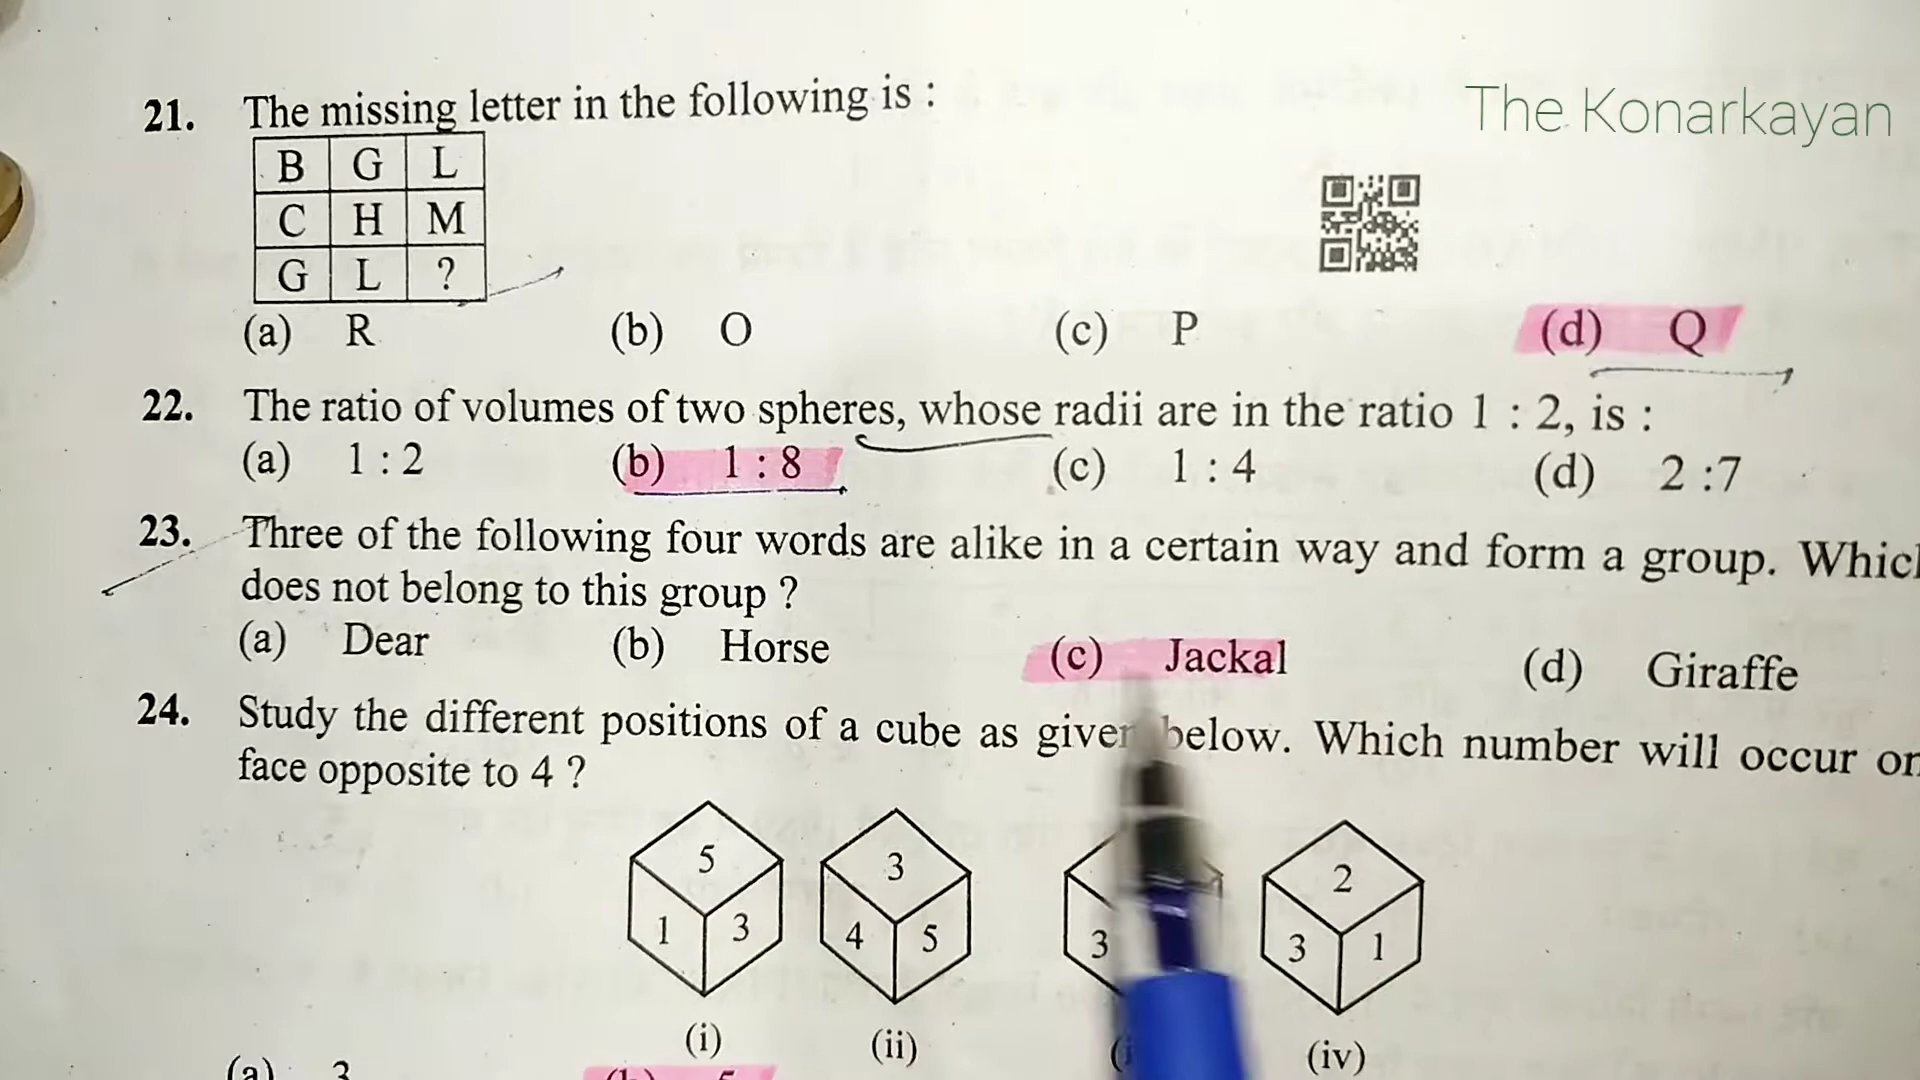 The Konarkayan
21. The missing letter in the following is :
B G L
C H M
G L ?
(a) R (b) O (c) P (d) Q
22. The ratio of volumes of two spheres, whose radii are in the ratio 1 : 2, is :
(a) 1 : 2 (b) 1 : 8 (c) 1 : 4 (d) 2 :7
23. Three of the following four words are alike in a certain way and form a group.
does not belong to this group ?
(a) Dear (b) Horse (c) Jackal (d) Giraffe
24. Study the different positions of a cube as given below. Which number will occur
face opposite to 4 ?
5 3 2
1 3 4 5 3 3 1
(i) (ii) (iv)
(a) 3